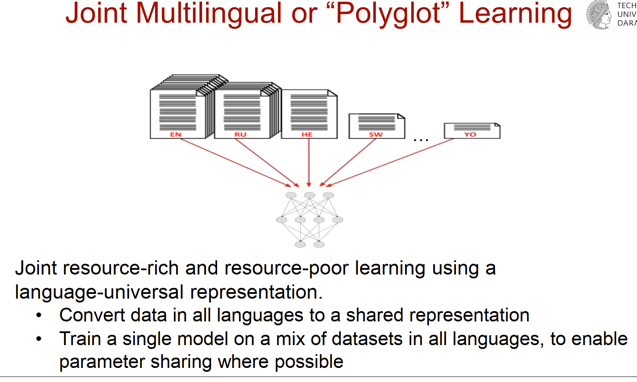 Joint Multilingual or “Polyglot” Learning
TECH
UNIV
DARA
EN
RU
HE
SW
...
YO
Joint resource-rich and resource-poor learning using a
language-universal representation.
• Convert data in all languages to a shared representation
• Train a single model on a mix of datasets in all languages, to enable
parameter sharing where possible